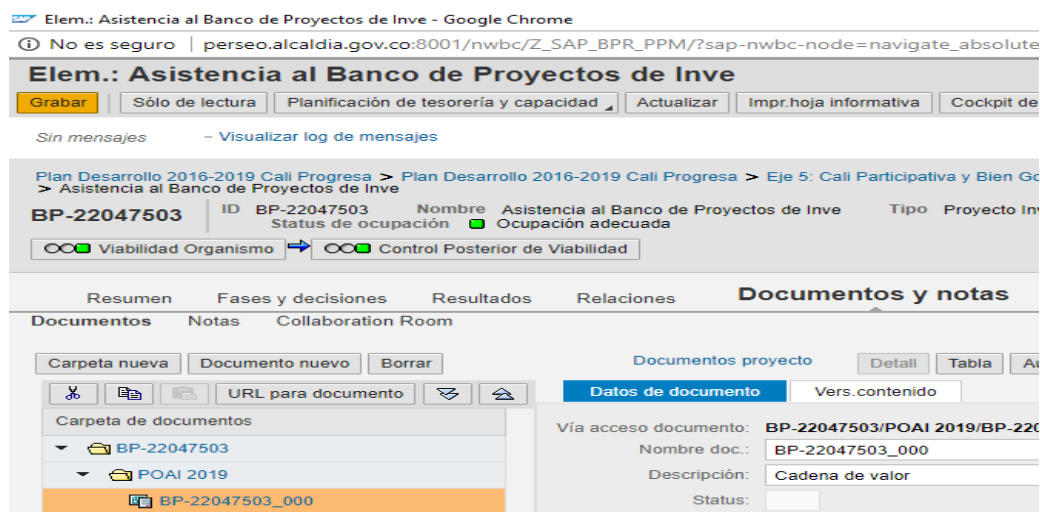 SAP Elem.: Asistencia al Banco de Proyectos de Inve - Google Chrome
No es seguro | perseo.alcaldia.gov.co:8001/nwbc/Z_SAP_BPR_PPM/?sap-nwbc-node=navigate_absolute
Elem.: Asistencia al Banco de Proyectos de Inve
Grabar Sólo de lectura Planificación de tesorería y capacidad Actualizar Impr.hoja informativa Cockpit de
Sin mensajes - Visualizar log de mensajes
Plan Desarrollo 2016-2019 Cali Progresa > Plan Desarrollo 2016-2019 Cali Progresa > Eje 5: Cali Participativa y Bien Go
> Asistencia al Banco de Proyectos de Inve
BP-22047503 ID BP-22047503 Nombre Asistencia al Banco de Proyectos de Inve Tipo Proyecto Inv
Status de ocupación Ocupación adecuada
Viabilidad Organismo Control Posterior de Viabilidad
Resumen Fases y decisiones Resultados Relaciones Documentos y notas
Documentos Notas Collaboration Room
Carpeta nueva Documento nuevo Borrar Documentos proyecto Detall Tabla Au
URL para documento Datos de documento Vers.contenido
Carpeta de documentos Vía acceso documento: BP-22047503/POAI 2019/BP-220
BP-22047503 Nombre doc.: BP-22047503_000
POAI 2019 Descripción: Cadena de valor
BP-22047503_000 Status: